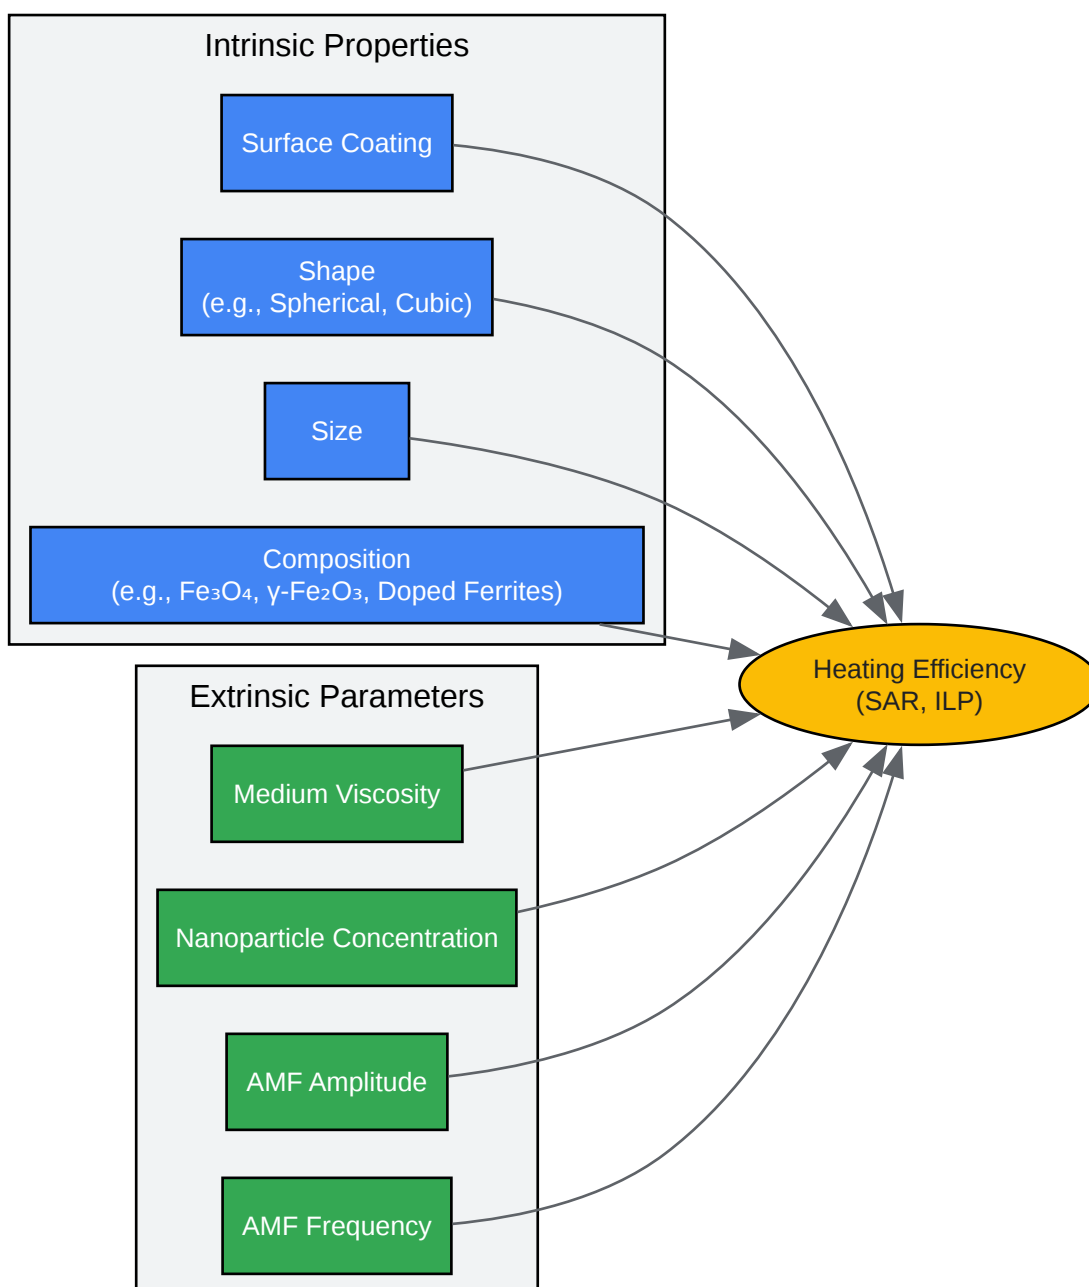 Intrinsic Properties
Surface Coating
Shape
(e.g., Spherical, Cubic)
Size
Composition
(e.g., Fe₃O₄, γ-Fe₂O₃, Doped Ferrites)
Heating Efficiency
(SAR, ILP)
Extrinsic Parameters
Medium Viscosity
Nanoparticle Concentration
AMF Amplitude
AMF Frequency